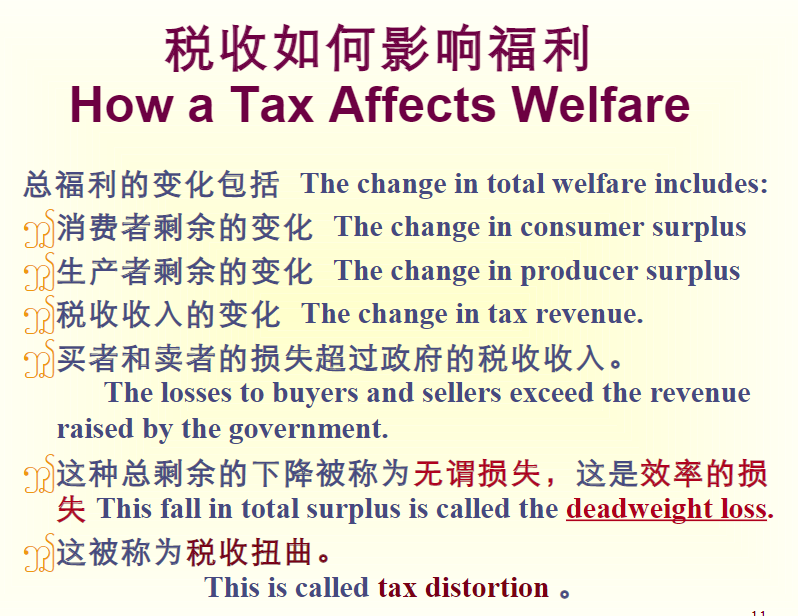 税收如何影响福利
How a Tax Affects Welfare
总福利的变化包括 The change in total welfare includes:
消费者剩余的变化 The change in consumer surplus
生产者剩余的变化 The change in producer surplus
税收收入的变化 The change in tax revenue.
买者和卖者的损失超过政府的税收收入。
The losses to buyers and sellers exceed the revenue
raised by the government.
这种总剩余的下降被称为无谓损失，这是效率的损
失 This fall in total surplus is called the deadweight loss.
这被称为税收扭曲。
This is called tax distortion 。
11